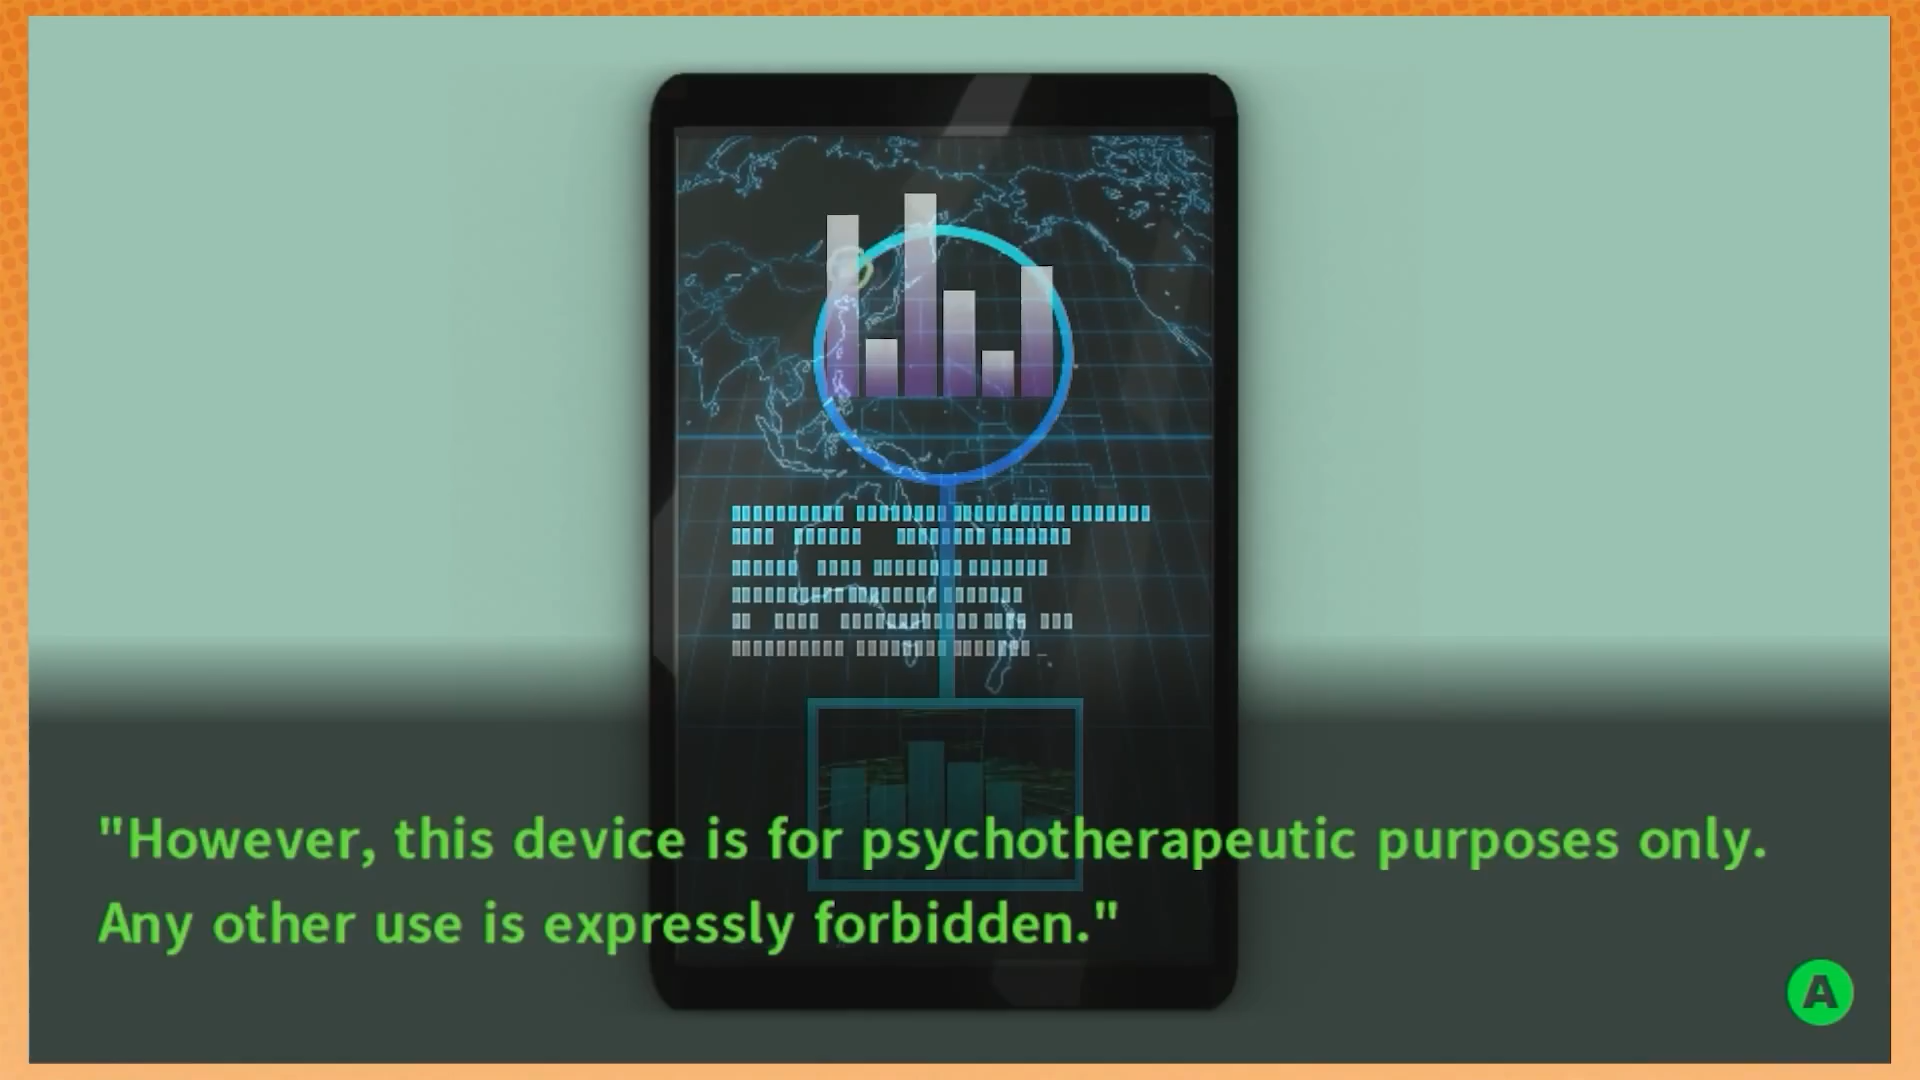 "However, this device is for psychotherapeutic purposes only.
Any other use is expressly forbidden."
A